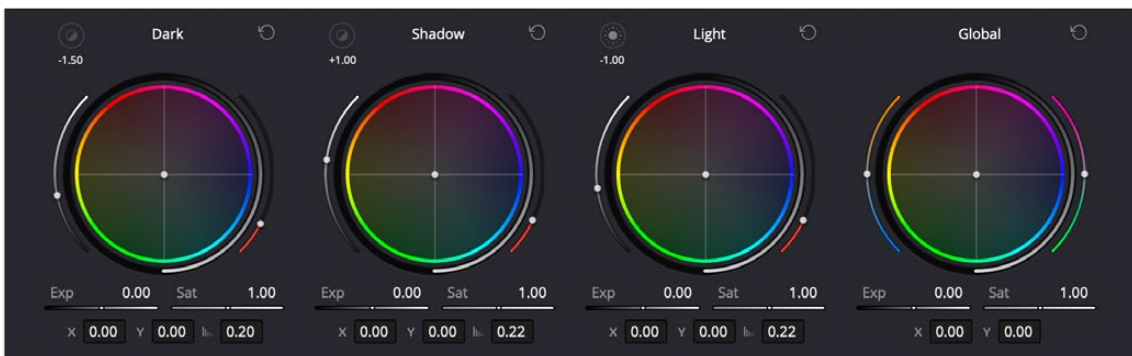 Dark Shadow Light Global
-1.50 +1.00 -1.00
Exp 0.00 Sat 1.00 Exp 0.00 Sat 1.00 Exp 0.00 Sat 1.00 Exp 0.00 Sat 1.00
X 0.00 Y 0.00 0.20 X 0.00 Y 0.00 0.22 X 0.00 Y 0.00 0.22 X 0.00 Y 0.00